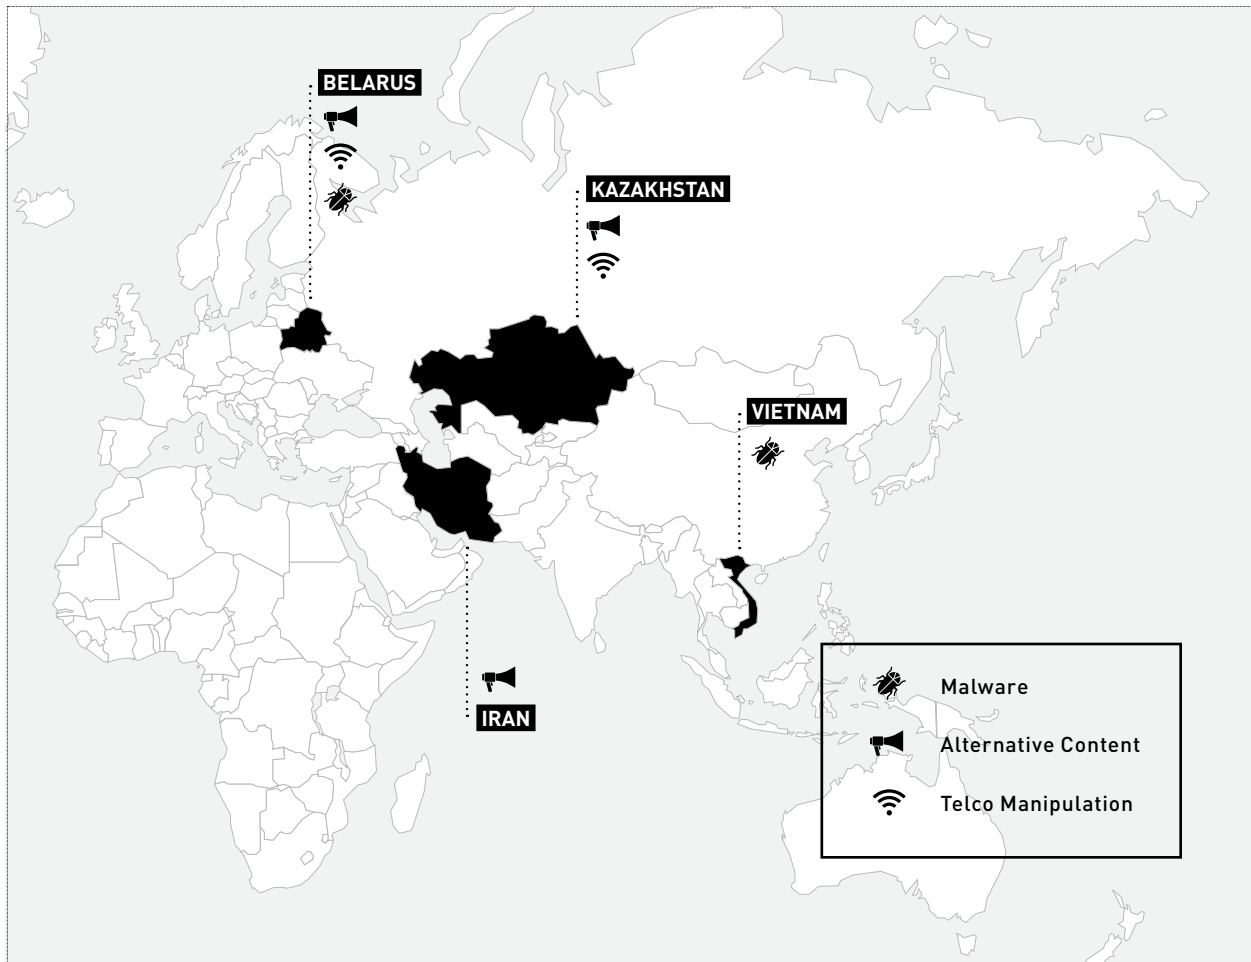 BELARUS
KAZAKHSTAN
VIETNAM
IRAN
Malware
Alternative Content
Telco Manipulation